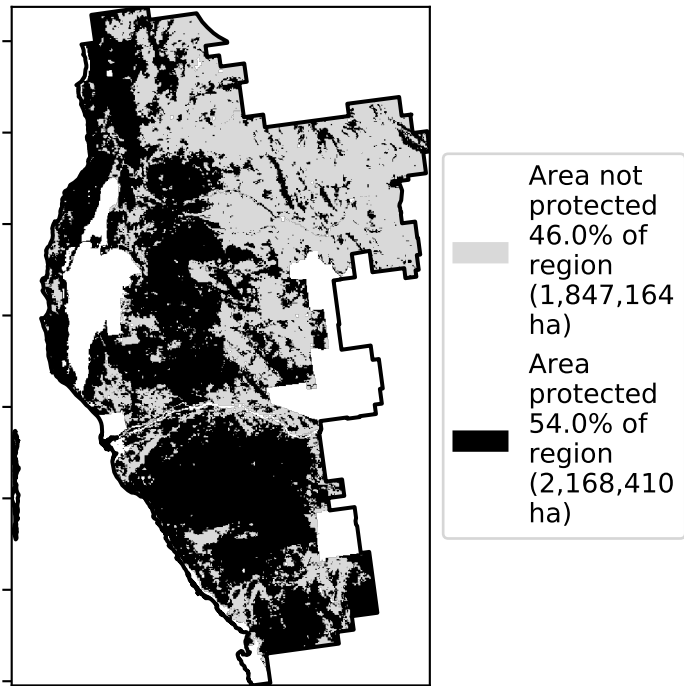 Area not
protected
46.0% of
region
(1,847,164
ha)
Area
protected
54.0% of
region
(2,168,410
ha)